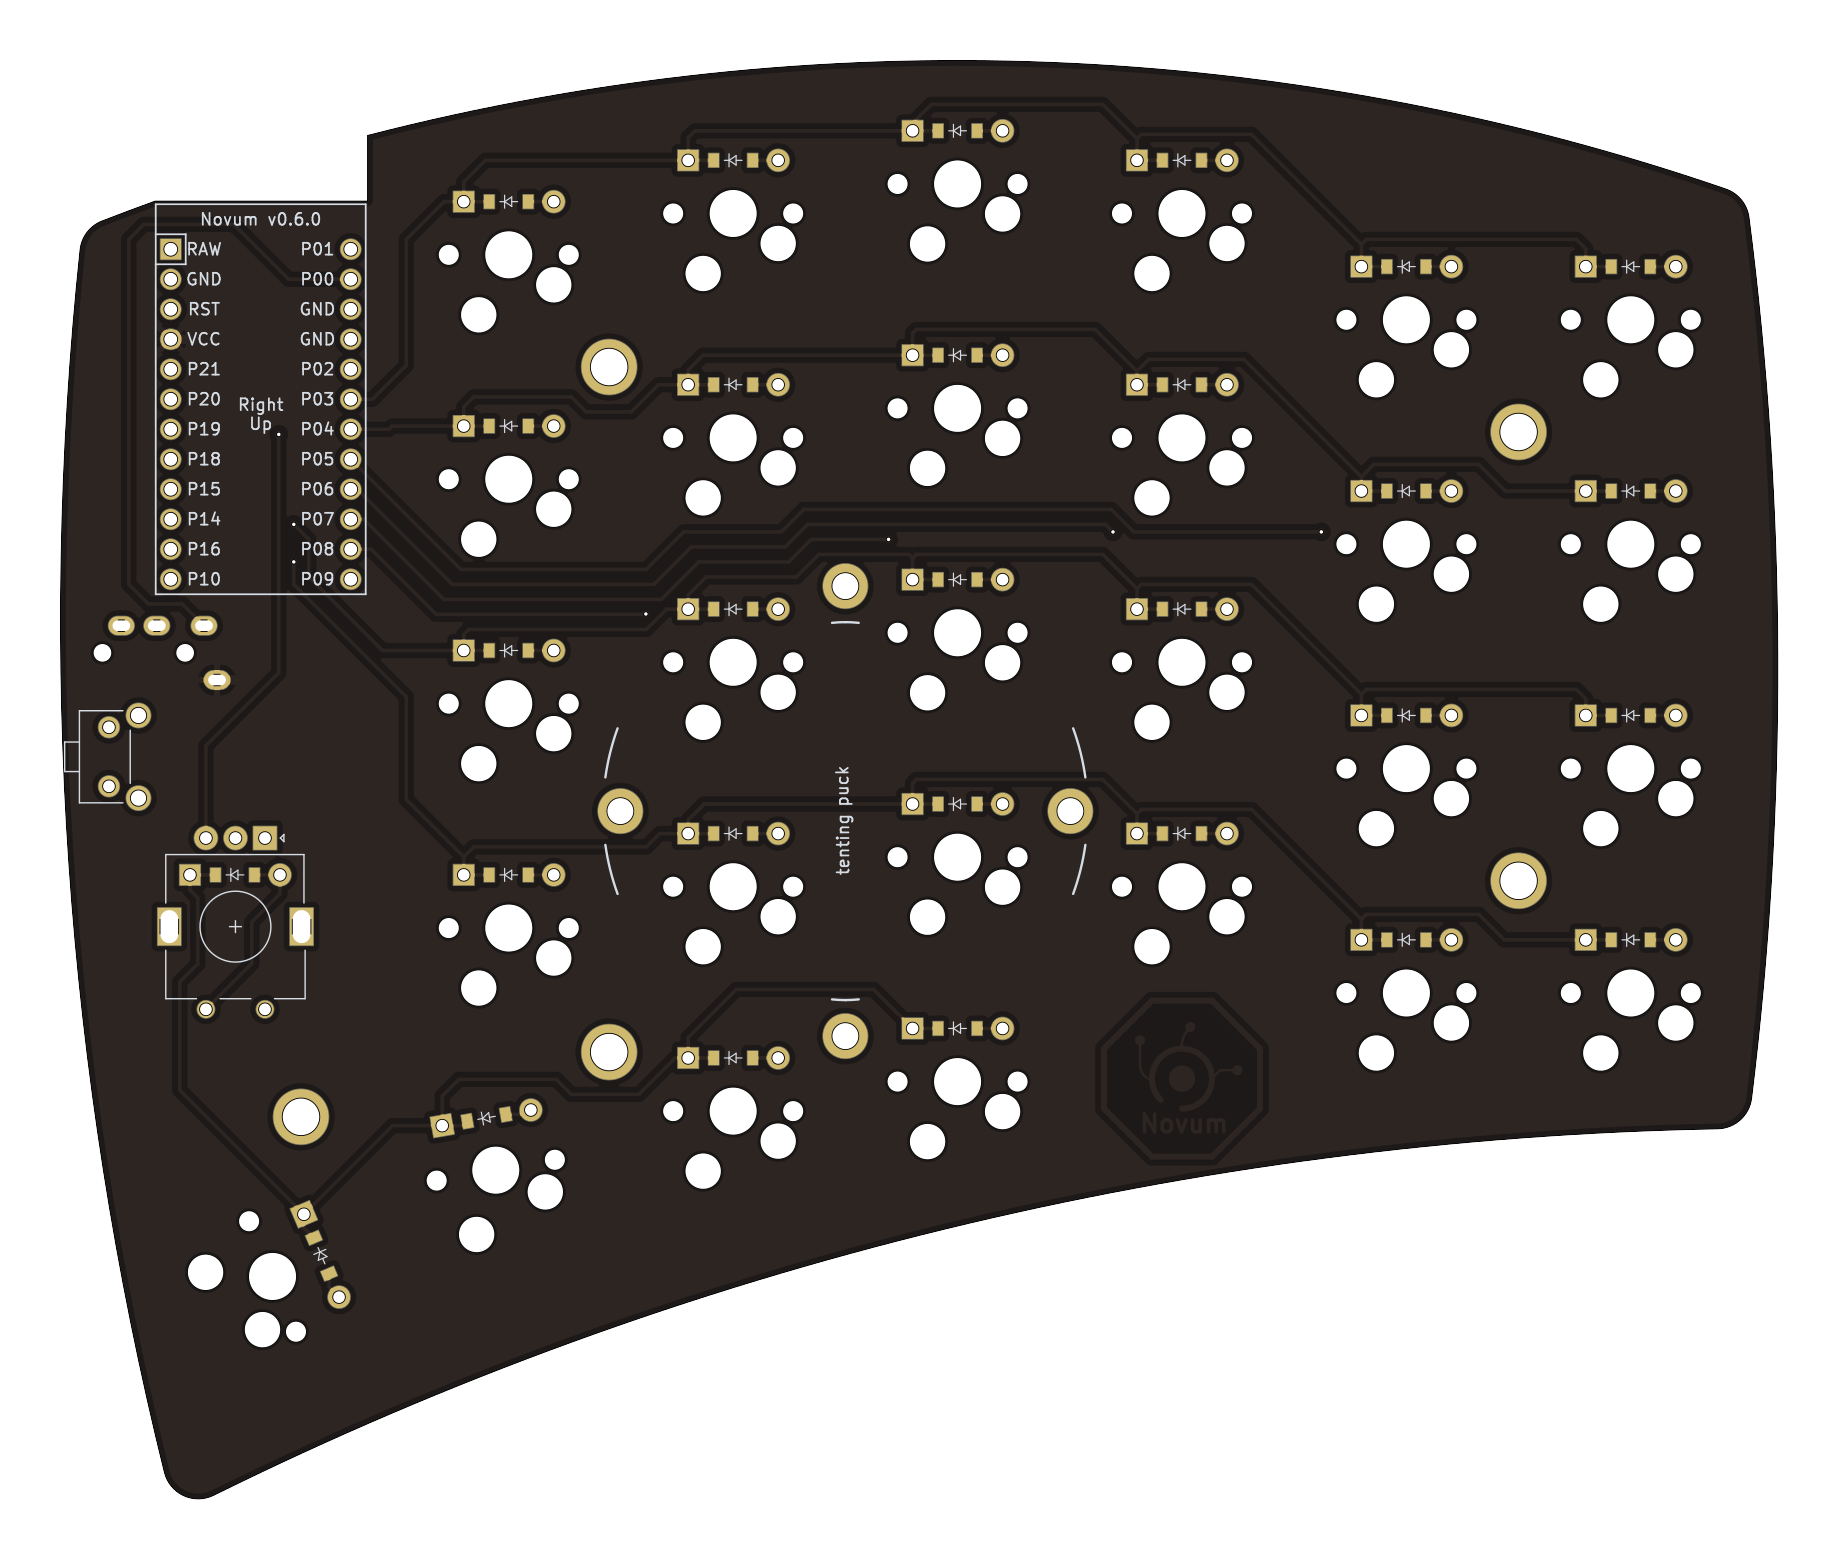 Novum v0.6.0
RAW P01
GND P00
RST GND
VCC GND
P21 P02
P20 P03
Right
Up
P19 P04
P18 P05
P15 P06
P14 P07
P16 P08
P10 P09
tenting puck
Novum